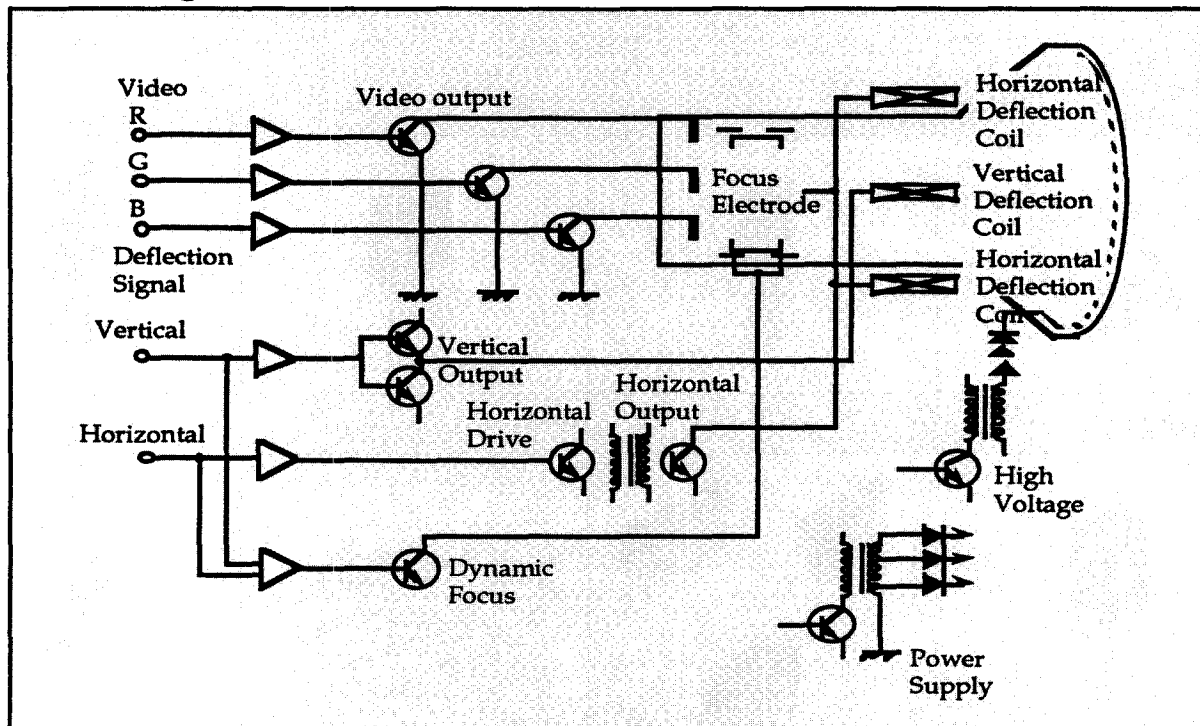 Video
R
G
B
Deflection
Signal
Vertical
Horizontal
Video output
Focus
Electrode
Horizontal
Deflection
Coil
Vertical
Deflection
Coil
Horizontal
Deflection
Coil
Vertical
Output
Horizontal
Drive
Horizontal
Output
High
Voltage
Dynamic
Focus
Power
Supply